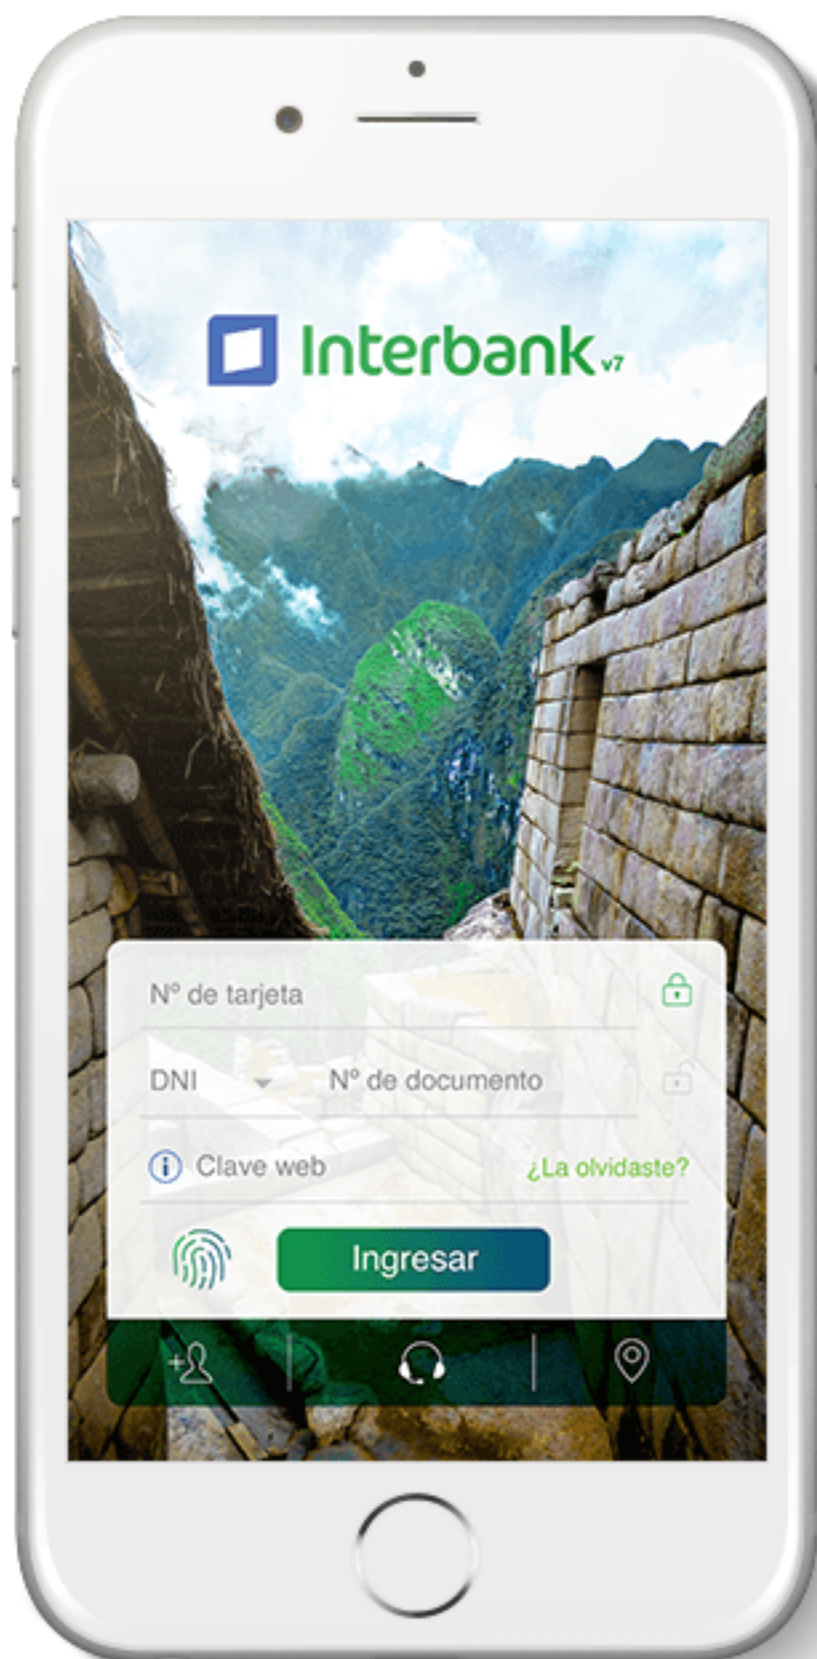 Interbank v7
Nº de tarjeta
DNI Nº de documento
Clave web ¿La olvidaste?
Ingresar